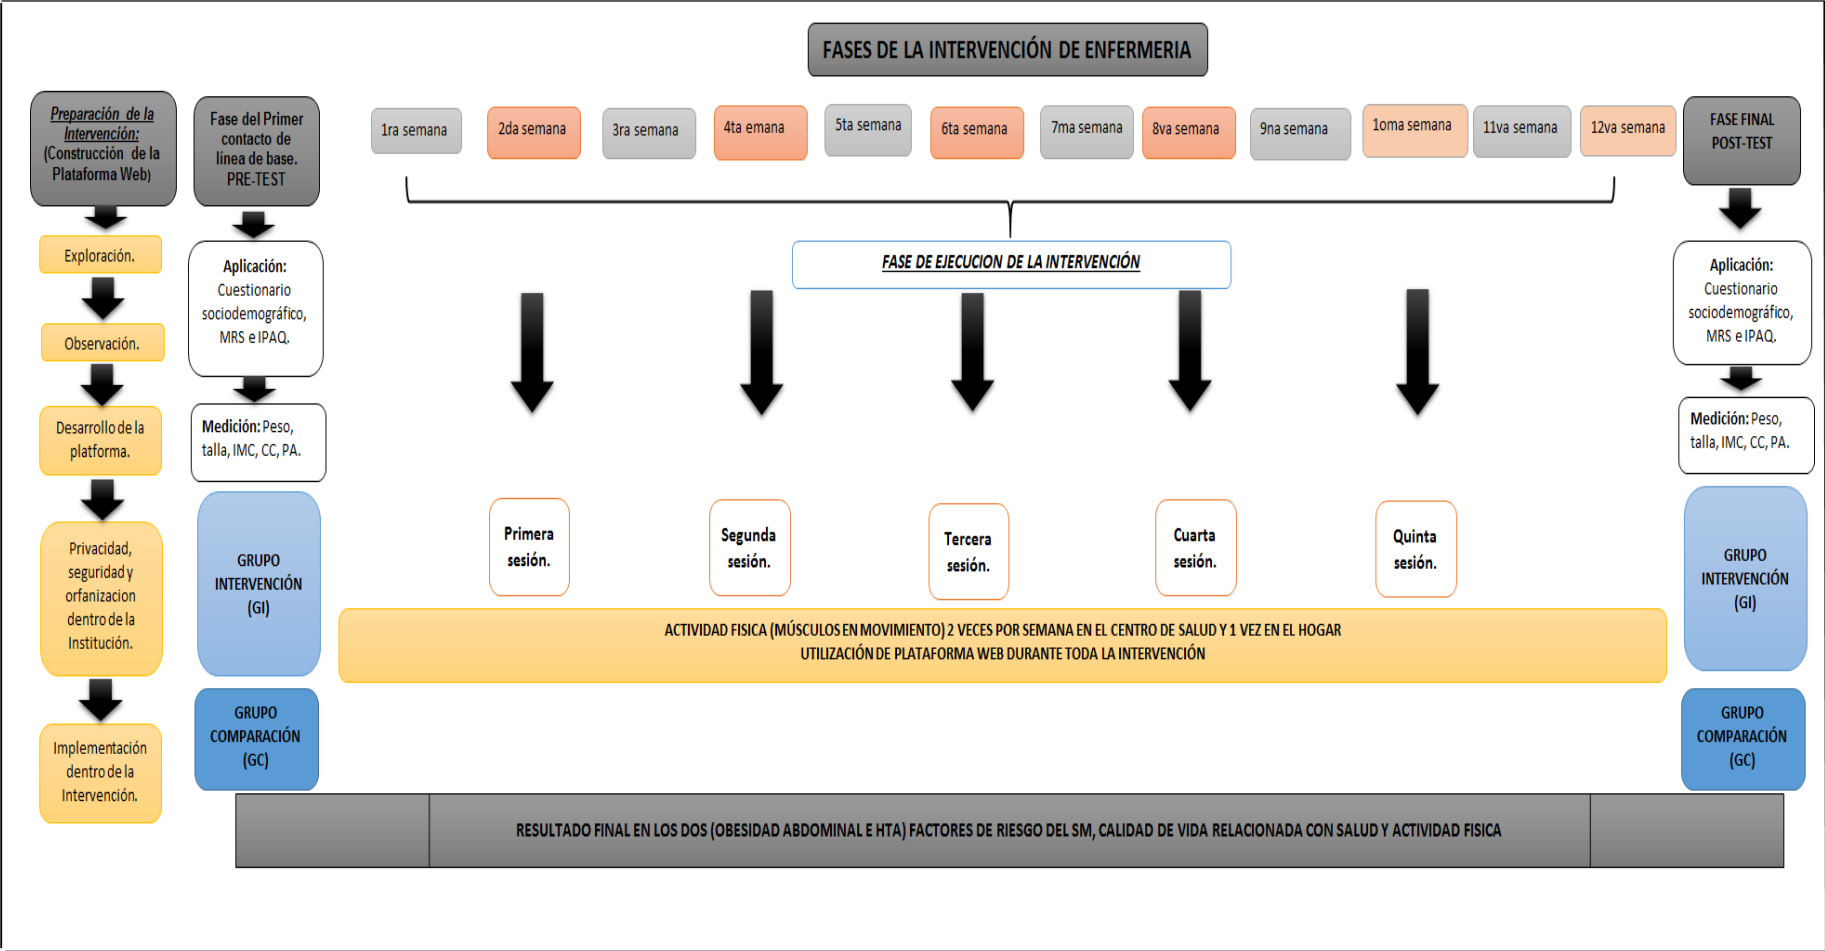 FASES DE LA INTERVENCIÓN DE ENFERMERIA
Preparación de la
Intervención:
(Construcción de la
Plataforma Web)
Exploración.
Observación.
Desarrollo de la
platforma.
Privacidad,
seguridad y
orfanizacion
dentro de la
Institución.
Implementación
dentro de la
Intervención.
Fase del Primer
contacto de
línea de base.
PRE-TEST
Aplicación:
Cuestionario
sociodemográfico,
MRS e IPAQ.
Medición: Peso,
talla, IMC, CC, PA.
GRUPO
INTERVENCIÓN
(GI)
GRUPO
COMPARACIÓN
(GC)
1ra semana
2da semana
3ra semana
4ta emana
5ta semana
6ta semana
7ma semana
8va semana
9na semana
1oma semana
11va semana
12va semana
FASE DE EJECUCION DE LA INTERVENCIÓN
Primera
sesión.
Segunda
sesión.
Tercera
sesión.
Cuarta
sesión.
Quinta
sesión.
ACTIVIDAD FISICA (MÚSCULOS EN MOVIMIENTO) 2 VECES POR SEMANA EN EL CENTRO DE SALUD Y 1 VEZ EN EL HOGAR
UTILIZACIÓN DE PLATAFORMA WEB DURANTE TODA LA INTERVENCIÓN
FASE FINAL
POST-TEST
Aplicación:
Cuestionario
sociodemográfico,
MRS e IPAQ.
Medición: Peso,
talla, IMC, CC, PA.
GRUPO
INTERVENCIÓN
(GI)
GRUPO
COMPARACIÓN
(GC)
RESULTADO FINAL EN LOS DOS (OBESIDAD ABDOMINAL E HTA) FACTORES DE RIESGO DEL SM, CALIDAD DE VIDA RELACIONADA CON SALUD Y ACTIVIDAD FISICA